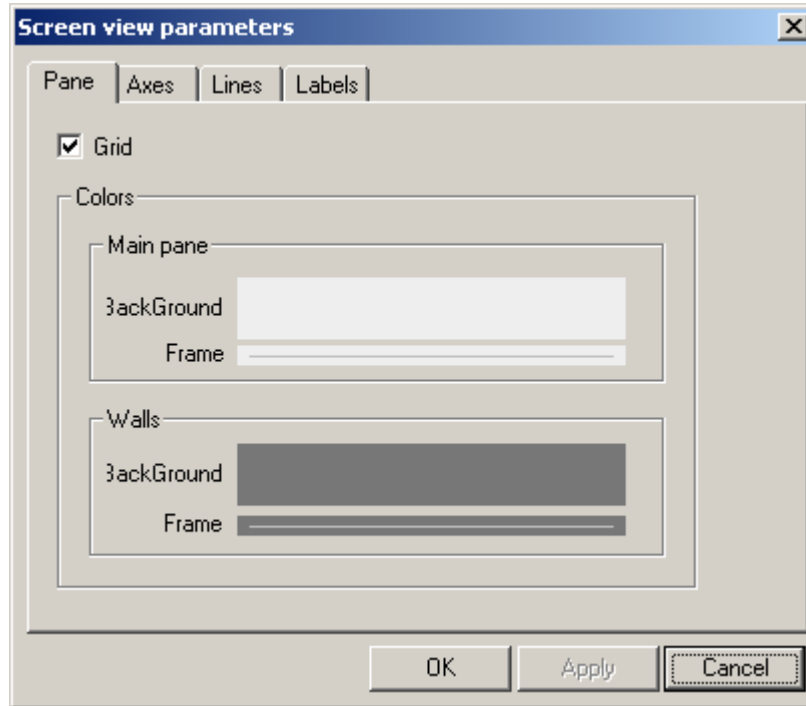 Screen view parameters
Pane Axes Lines Labels
Grid
Colors
Main pane
BackGround
Frame
Walls
BackGround
Frame
OK Apply Cancel